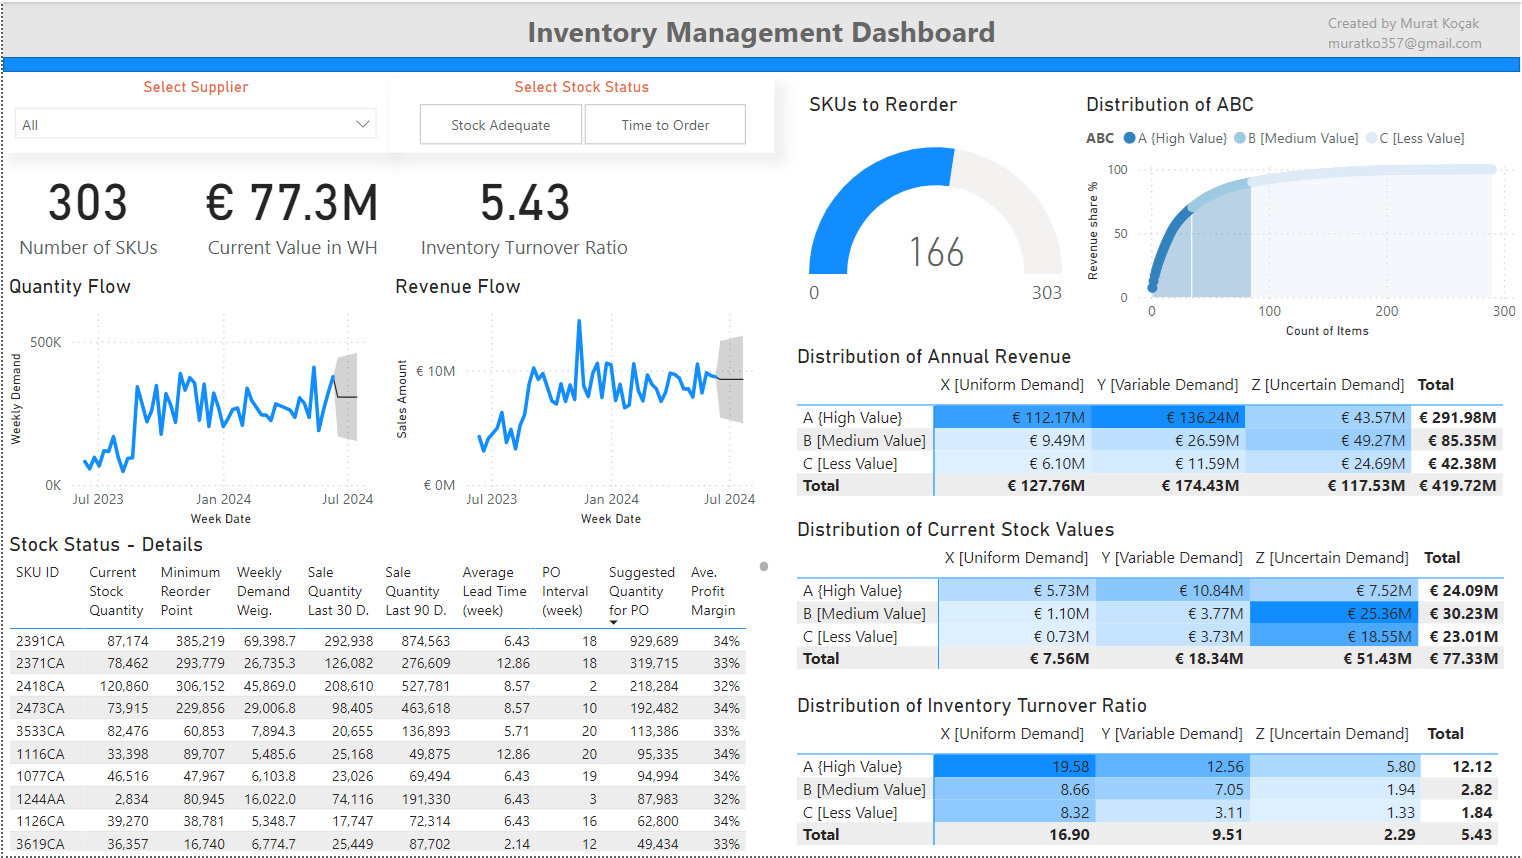 Inventory Management Dashboard
Created by Murat Koçak
muratko357@gmail.com
Select Supplier
All
Select Stock Status
Stock Adequate
Time to Order
303
Number of SKUs
€ 77.3M
Current Value in WH
5.43
Inventory Turnover Ratio
SKUs to Reorder
166
0
303
Distribution of ABC
ABC A {High Value} B [Medium Value] C [Less Value]
Revenue share %
100
50
0
0 100 200 300
Count of Items
Quantity Flow
Weekly Demand
500K
0K
Jul 2023 Jan 2024 Jul 2024
Week Date
Revenue Flow
Sales Amount
€ 10M
€ 0M
Jul 2023 Jan 2024 Jul 2024
Week Date
Distribution of Annual Revenue
X [Uniform Demand] Y [Variable Demand] Z [Uncertain Demand] Total
A {High Value} € 112.17M € 136.24M € 43.57M € 291.98M
B [Medium Value] € 9.49M € 26.59M € 49.27M € 85.35M
C [Less Value] € 6.10M € 11.59M € 24.69M € 42.38M
Total € 127.76M € 174.43M € 117.53M € 419.72M
Distribution of Current Stock Values
X [Uniform Demand] Y [Variable Demand] Z [Uncertain Demand] Total
A {High Value} € 5.73M € 10.84M € 7.52M € 24.09M
B [Medium Value] € 1.10M € 3.77M € 25.36M € 30.23M
C [Less Value] € 0.73M € 3.73M € 18.55M € 23.01M
Total € 7.56M € 18.34M € 51.43M € 77.33M
Distribution of Inventory Turnover Ratio
X [Uniform Demand] Y [Variable Demand] Z [Uncertain Demand] Total
A {High Value} 19.58 12.56 5.80 12.12
B [Medium Value] 8.66 7.05 1.94 2.82
C [Less Value] 8.32 3.11 1.33 1.84
Total 16.90 9.51 2.29 5.43
Stock Status - Details
SKU ID Current Minimum Weekly Sale Sale Average PO Suggested Ave.
Stock Reorder Demand Quantity Quantity Lead Time Interval Quantity Profit
Quantity Point Weig. Last 30 D. Last 90 D. (week) (week) for PO Margin
2391CA 87,174 385,219 69,398.7 292,938 874,563 6.43 18 929,689 34%
2371CA 78,462 293,779 26,735.3 126,082 276,609 12.86 18 319,715 33%
2418CA 120,860 306,152 45,869.0 208,610 527,781 8.57 2 218,284 32%
2473CA 73,915 229,856 29,006.8 98,405 463,618 8.57 10 192,482 34%
3533CA 82,476 60,853 7,894.3 20,655 136,893 5.71 20 113,386 33%
1116CA 33,398 89,707 5,485.6 25,168 49,875 12.86 20 95,335 34%
1077CA 46,516 47,967 6,103.8 23,026 69,494 6.43 19 94,994 34%
1244AA 2,834 80,945 16,022.0 74,116 191,330 6.43 3 87,983 32%
1126CA 39,270 38,781 5,348.7 17,747 72,314 6.43 16 62,800 34%
3619CA 36,357 16,740 6,774.7 25,449 87,702 2.14 12 49,434 33%